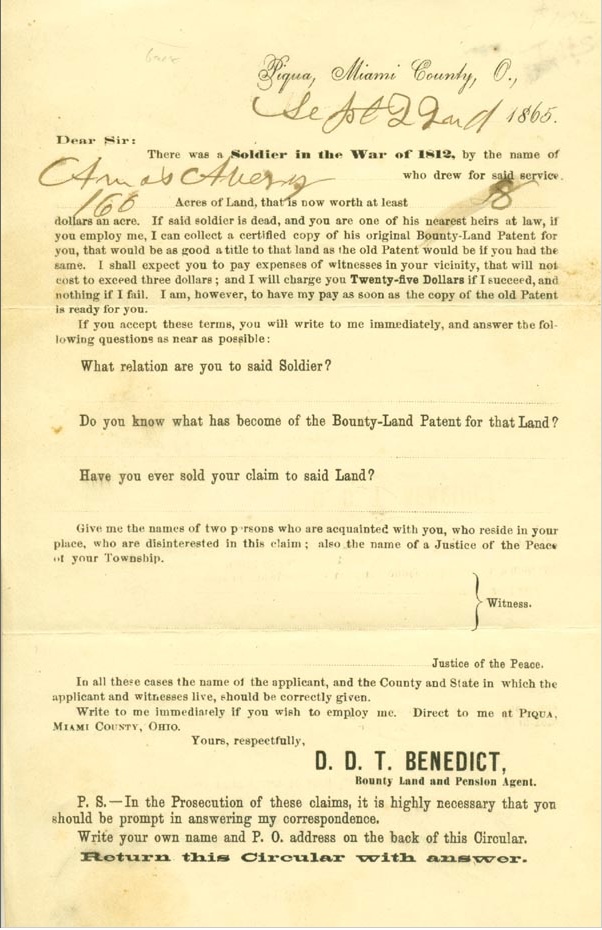 Piqua, Miami County, O.,
Sept 22nd 1865.
Dear Sir:
There was a Soldier in the War of 1812, by the name of
Amos Avery who drew for said service
160 Acres of Land, that is now worth at least 8
dollars an acre. If said soldier is dead, and you are one of his nearest heirs at law, if
you employ me, I can collect a certified copy of his original Bounty-Land Patent for
you, that would be as good a title to that land as the old Patent would be if you had the
same. I shall expect you to pay expenses of witnesses in your vicinity, that will not
cost to exceed three dollars; and I will charge you Twenty-five Dollars if I succeed, and
nothing if I fail. I am, however, to have my pay as soon as the copy of the old Patent
is ready for you.
If you accept these terms, you will write to me immediately, and answer the fol-
lowing questions as near as possible:
What relation are you to said Soldier?
Do you know what has become of the Bounty-Land Patent for that Land?
Have you ever sold your claim to said Land?
Give me the names of two persons who are acquainted with you, who reside in your
place, who are disinterested in this claim; also the name of a Justice of the Peace
of your Township.
Witness.
Justice of the Peace.
In all these cases the name of the applicant, and the County and State in which the
applicant and witnesses live, should be correctly given.
Write to me immediately if you wish to employ me. Direct to me at PIQUA,
MIAMI COUNTY, OHIO.
Yours, respectfully,
D. D. T. BENEDICT,
Bounty Land and Pension Agent.
P. S.—In the Prosecution of these claims, it is highly necessary that you
should be prompt in answering my correspondence.
Write your own name and P. O. address on the back of this Circular.
Return this Circular with answer.